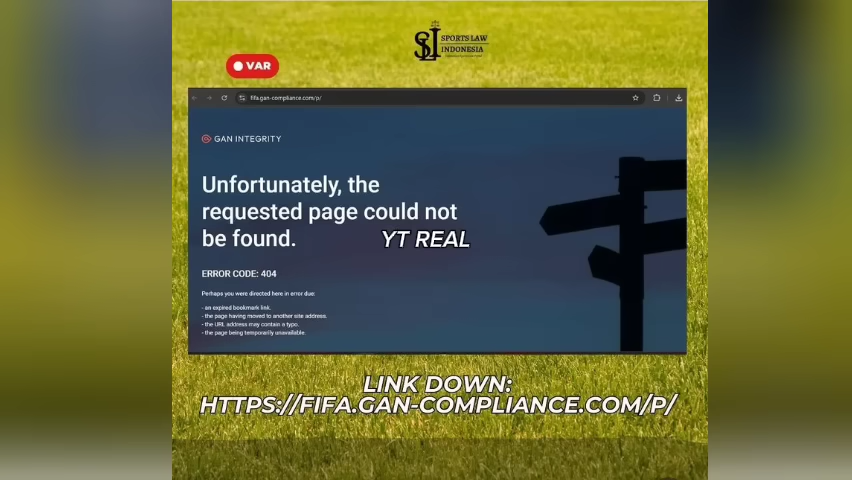 SLI SPORTS LAW
INDONESIA
VAR
fifa.gan-compliance.com/p/
GAN INTEGRITY
Unfortunately, the
requested page could not
be found.
YT REAL
ERROR CODE: 404
Perhaps you were directed here in error due:
- an expired bookmark link.
- the page having moved to another site address.
- the URL address may contain a typo.
- the page being temporarily unavailable.
LINK DOWN:
HTTPS://FIFA.GAN-COMPLIANCE.COM/P/